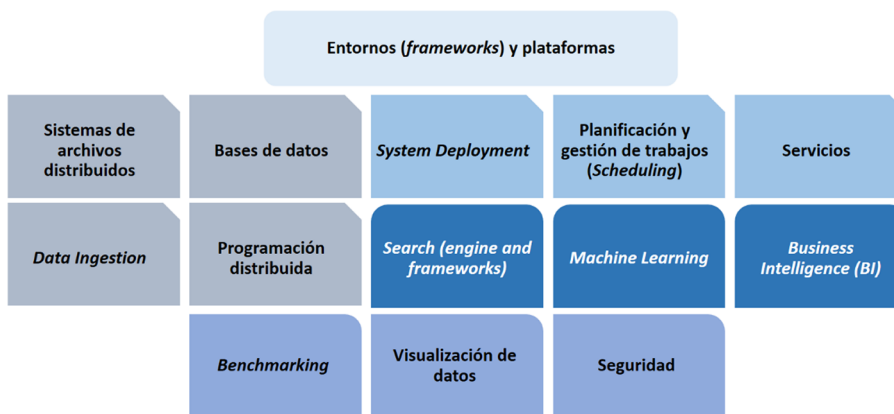 Entornos (frameworks) y plataformas
Sistemas de
archivos
distribuidos
Bases de datos
System Deployment
Planificación y
gestión de trabajos
(Scheduling)
Servicios
Data Ingestion
Programación
distribuida
Search (engine and
frameworks)
Machine Learning
Business
Intelligence (BI)
Benchmarking
Visualización de
datos
Seguridad